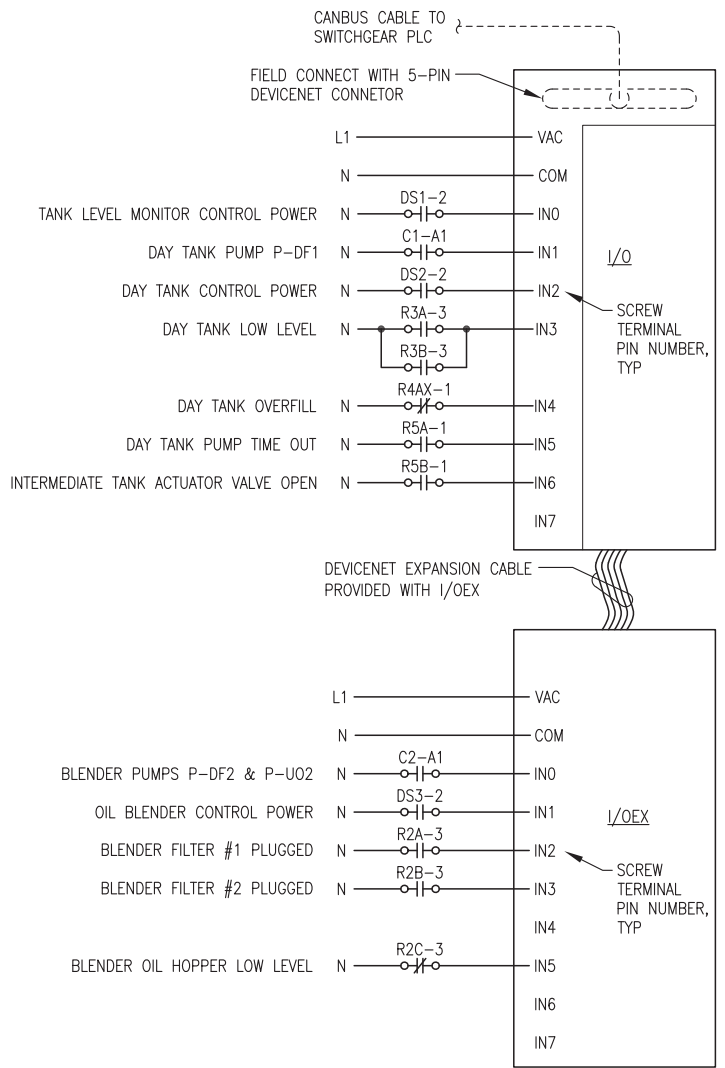 CANBUS CABLE TO
SWITCHGEAR PLC
FIELD CONNECT WITH 5-PIN
DEVICENET CONNETOR
L1 VAC
N COM
TANK LEVEL MONITOR CONTROL POWER N DS1-2 IN0
DAY TANK PUMP P-DF1 N C1-A1 IN1
I/O
DAY TANK CONTROL POWER N DS2-2 IN2
SCREW
TERMINAL
PIN NUMBER,
TYP
DAY TANK LOW LEVEL N R3A-3 IN3
R3B-3
DAY TANK OVERFILL N R4AX-1 IN4
DAY TANK PUMP TIME OUT N R5A-1 IN5
INTERMEDIATE TANK ACTUATOR VALVE OPEN N R5B-1 IN6
IN7
DEVICENET EXPANSION CABLE
PROVIDED WITH I/OEX
L1 VAC
N COM
BLENDER PUMPS P-DF2 & P-UO2 N C2-A1 IN0
OIL BLENDER CONTROL POWER N DS3-2 IN1
I/OEX
BLENDER FILTER #1 PLUGGED N R2A-3 IN2
SCREW
TERMINAL
PIN NUMBER,
TYP
BLENDER FILTER #2 PLUGGED N R2B-3 IN3
IN4
BLENDER OIL HOPPER LOW LEVEL N R2C-3 IN5
IN6
IN7